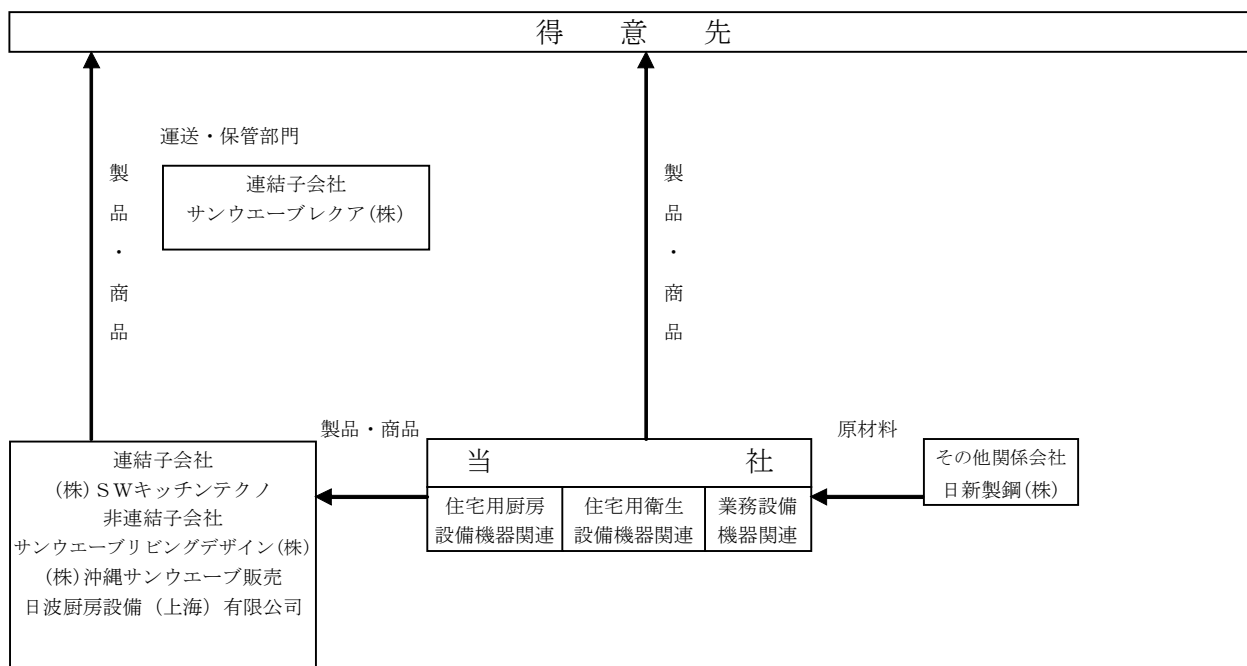 得 意 先
運送・保管部門
連結子会社
サンウエーブレクア(株)
製品・商品
製品・商品
製品・商品
原材料
連結子会社
(株)ＳＷキッチンテクノ
非連結子会社
サンウエーブリビングデザイン(株)
(株)沖縄サンウエーブ販売
日波厨房設備（上海）有限公司
当 社
住宅用厨房
設備機器関連
住宅用衛生
設備機器関連
業務設備
機器関連
その他関係会社
日新製鋼(株)